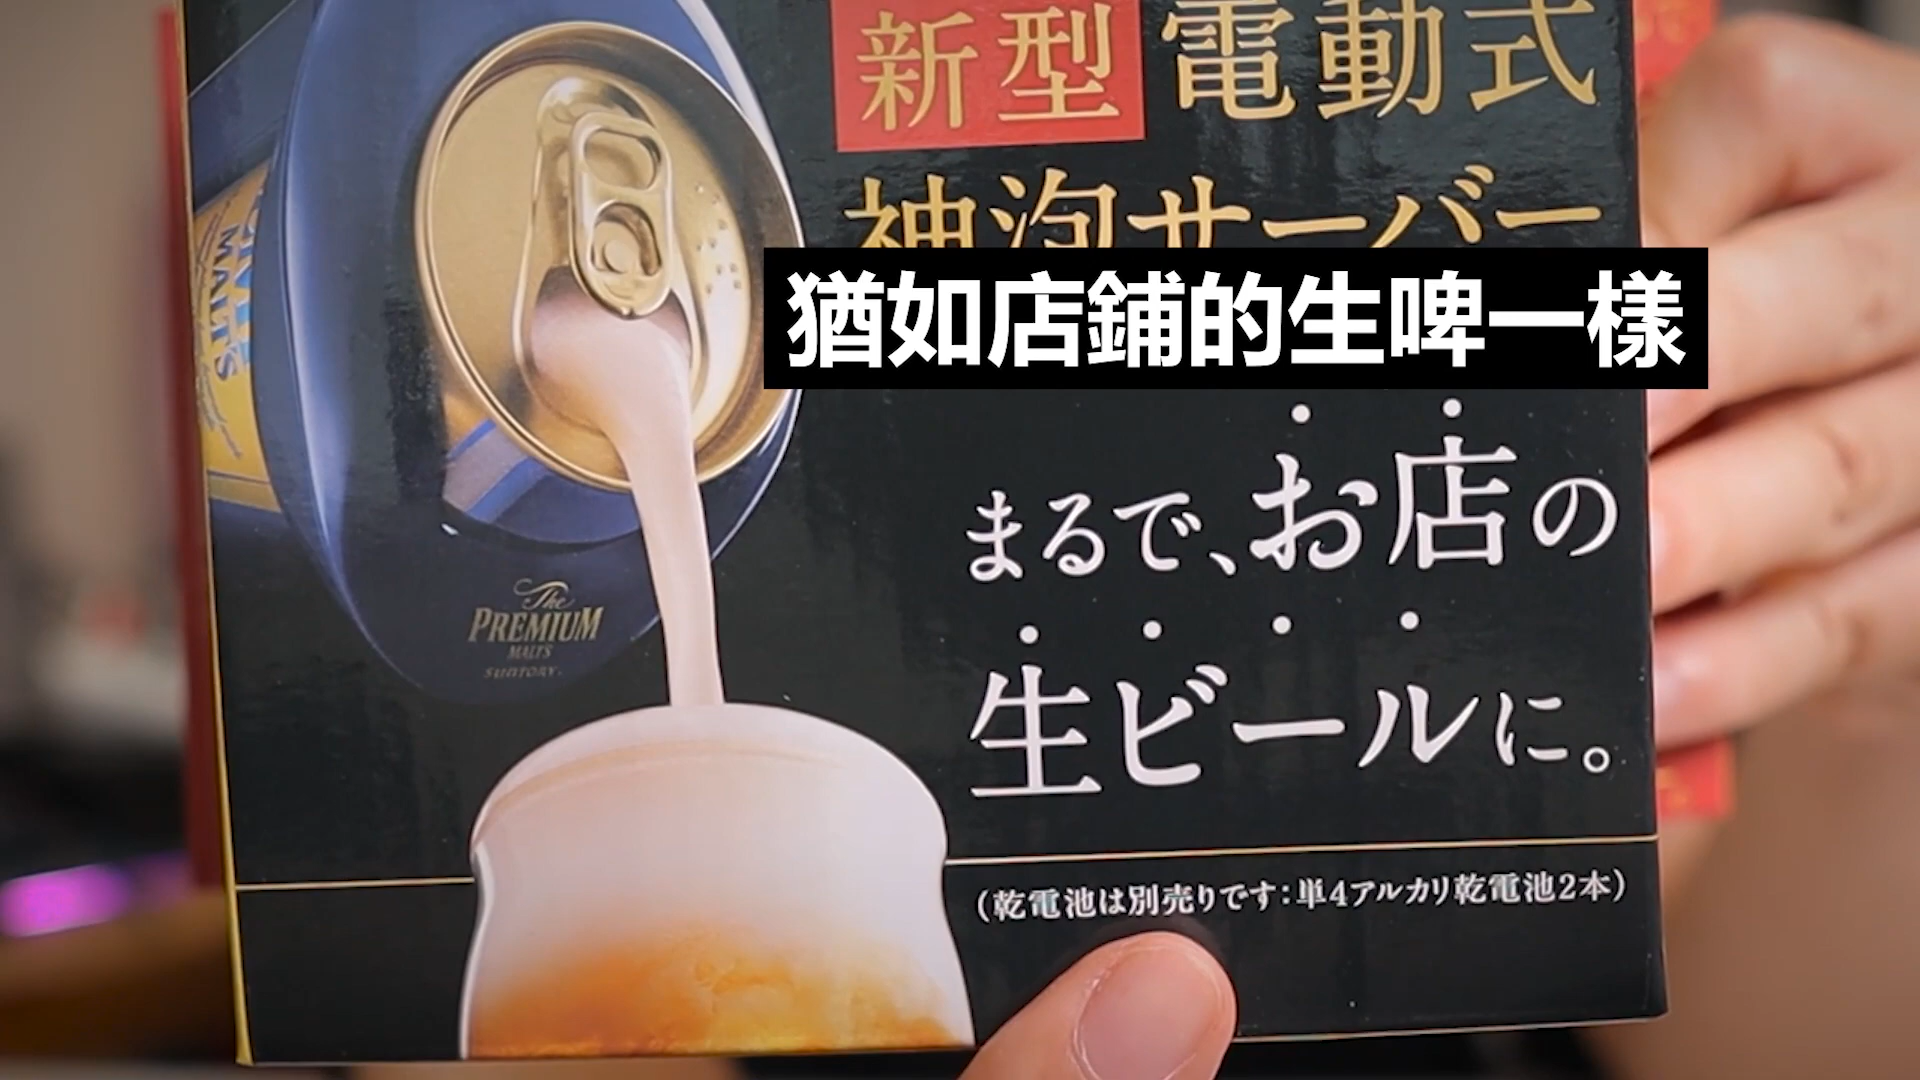 新型 電動式
神泡サーバー
猶如店鋪的生啤一樣
まるで、お店の
生ビールに。
(乾電池は別売りです:単4アルカリ乾電池2本)
The
PREMIUM
MALT'S
SUNTORY
MALT'S